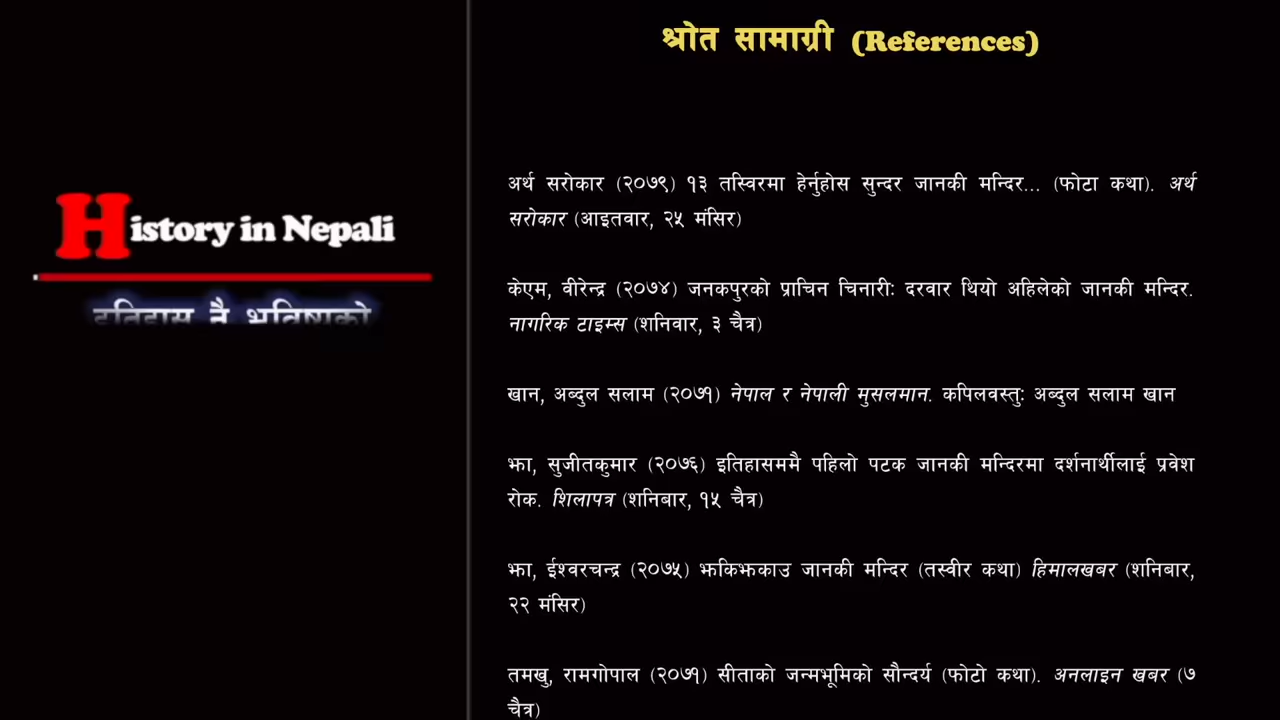 श्रोत सामाग्री (References)
History in Nepali
इतिहास नै भविष्यको
अर्थ सरोकार (२०७९) १३ तस्विरमा हेर्नुहोस सुन्दर जानकी मन्दिर... (फोटा कथा). अर्थ
सरोकार (आइतवार, २५ मंसिर)
केएम, वीरेन्द्र (२०७४) जनकपुरको प्राचिन चिनारीः दरवार थियो अहिलेको जानकी मन्दिर.
नागरिक टाइम्स (शनिवार, ३ चैत्र)
खान, अब्दुल सलाम (२०७१) नेपाल र नेपाली मुसलमान. कपिलवस्तुः अब्दुल सलाम खान
झा, सुजीतकुमार (२०७६) इतिहासममै पहिलो पटक जानकी मन्दिरमा दर्शनार्थीलाई प्रवेश
रोक. शिलापत्र (शनिबार, १५ चैत्र)
झा, ईश्वरचन्द्र (२०७५) झकिझकाउ जानकी मन्दिर (तस्वीर कथा) हिमालखबर (शनिबार,
२२ मंसिर)
तमखु, रामगोपाल (२०७१) सीताको जन्मभूमिको सौन्दर्य (फोटो कथा). अनलाइन खबर (७
चैत्र)